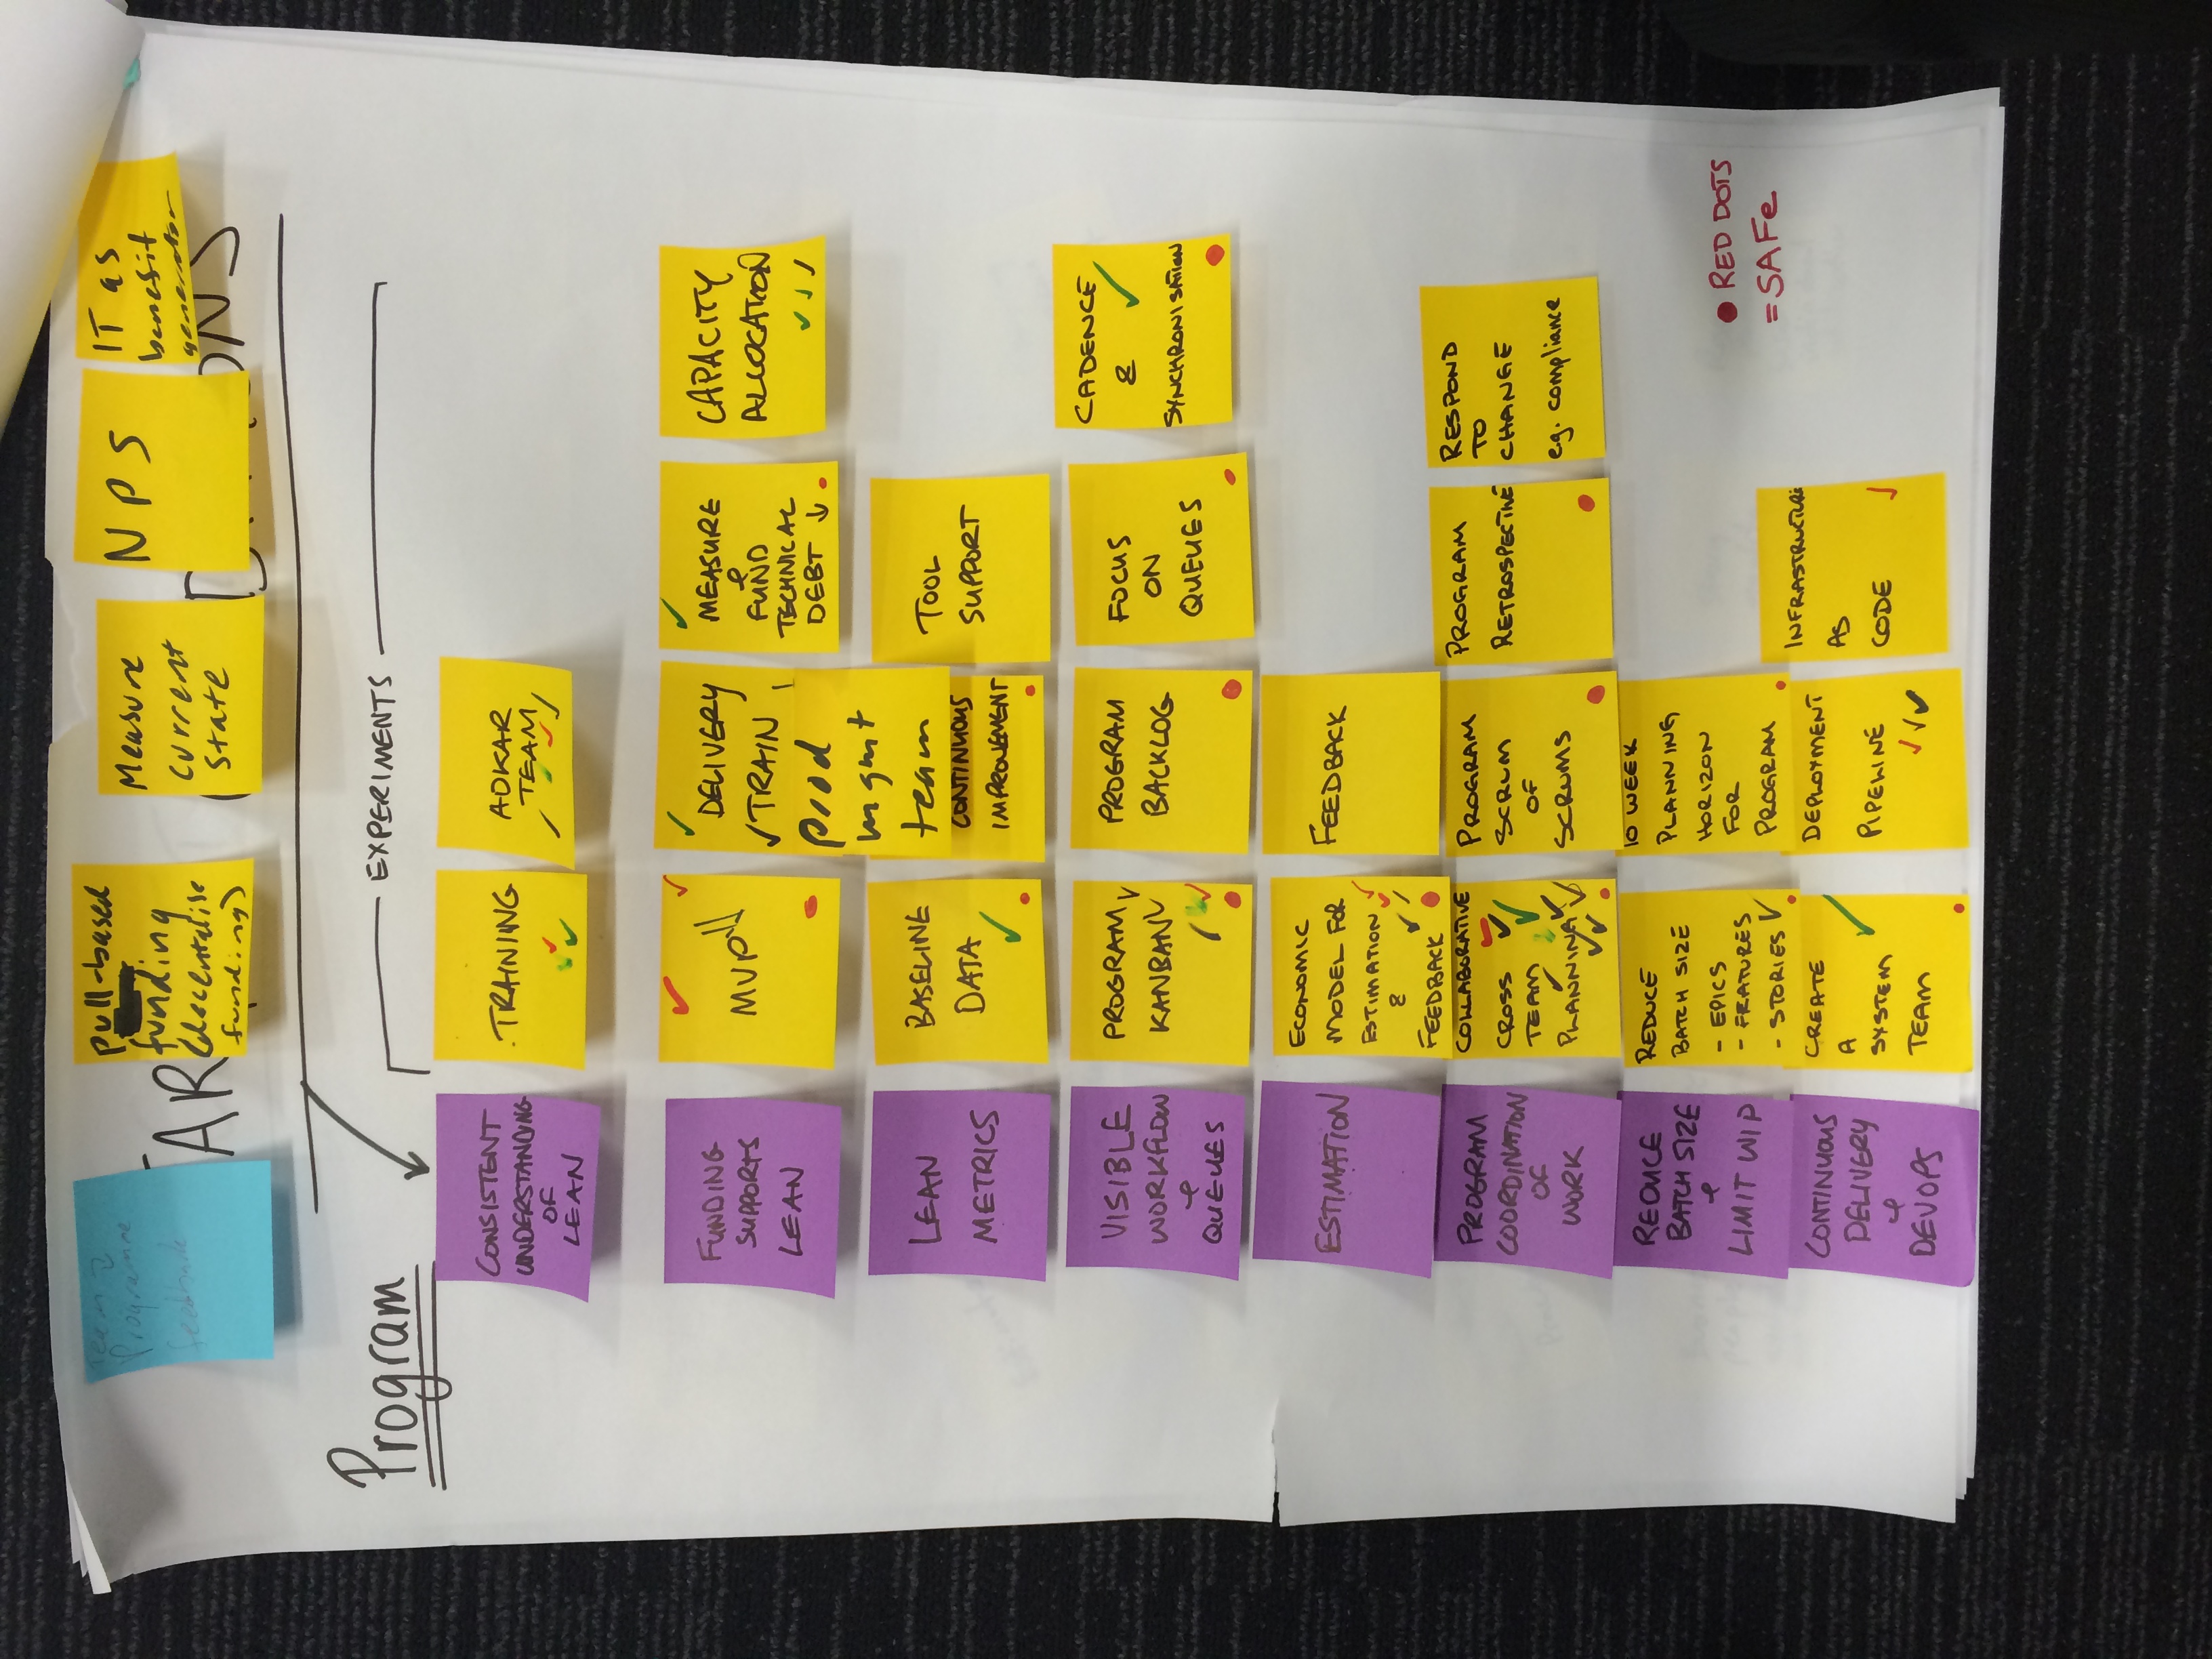 Team
Programme
feedback
pull-based
funding
(decentralise
funding)
Measure
current
state
NPS
IT as
benefit
generator
Program
EXPERIMENTS
CONSISTENT
UNDERSTANDING
OF
LEAN
TRAINING
ADKAR
TEAM
FUNDING
SUPPORTS
LEAN
MVP
DELIVERY
TRAIN
prod
mgmt
team
MEASURE
&
FUND
TECHNICAL
DEBT ↓
CAPACITY
ALLOCATION
LEAN
METRICS
BASELINE
DATA
CONTINUOUS
IMPROVEMENT
TOOL
SUPPORT
VISIBLE
WORKFLOW
&
QUEUES
PROGRAM
KANBAN
PROGRAM
BACKLOG
FOCUS
ON
QUEUES
CADENCE
&
SYNCHRONISATION
ESTIMATION
ECONOMIC
MODEL FOR
ESTIMATION
&
FEEDBACK
FEEDBACK
PROGRAM
COORDINATION
OF
WORK
COLLABORATIVE
CROSS
TEAM
PLANNING
PROGRAM
SCRUM
OF
SCRUMS
PROGRAM
RETROSPECTIVE
RESPOND
TO
CHANGE
e.g. compliance
REDUCE
BATCH SIZE
&
LIMIT WIP
REDUCE
BATCH SIZE
- EPICS
- FEATURES
- STORIES
10 WEEK
PLANNING
HORIZON
FOR
PROGRAM
RED DOTS
= SAFe
CONTINUOUS
DELIVERY
&
DEVOPS
CREATE
A
SYSTEM
TEAM
DEPLOYMENT
PIPELINE
INFRASTRUCTURE
AS
CODE